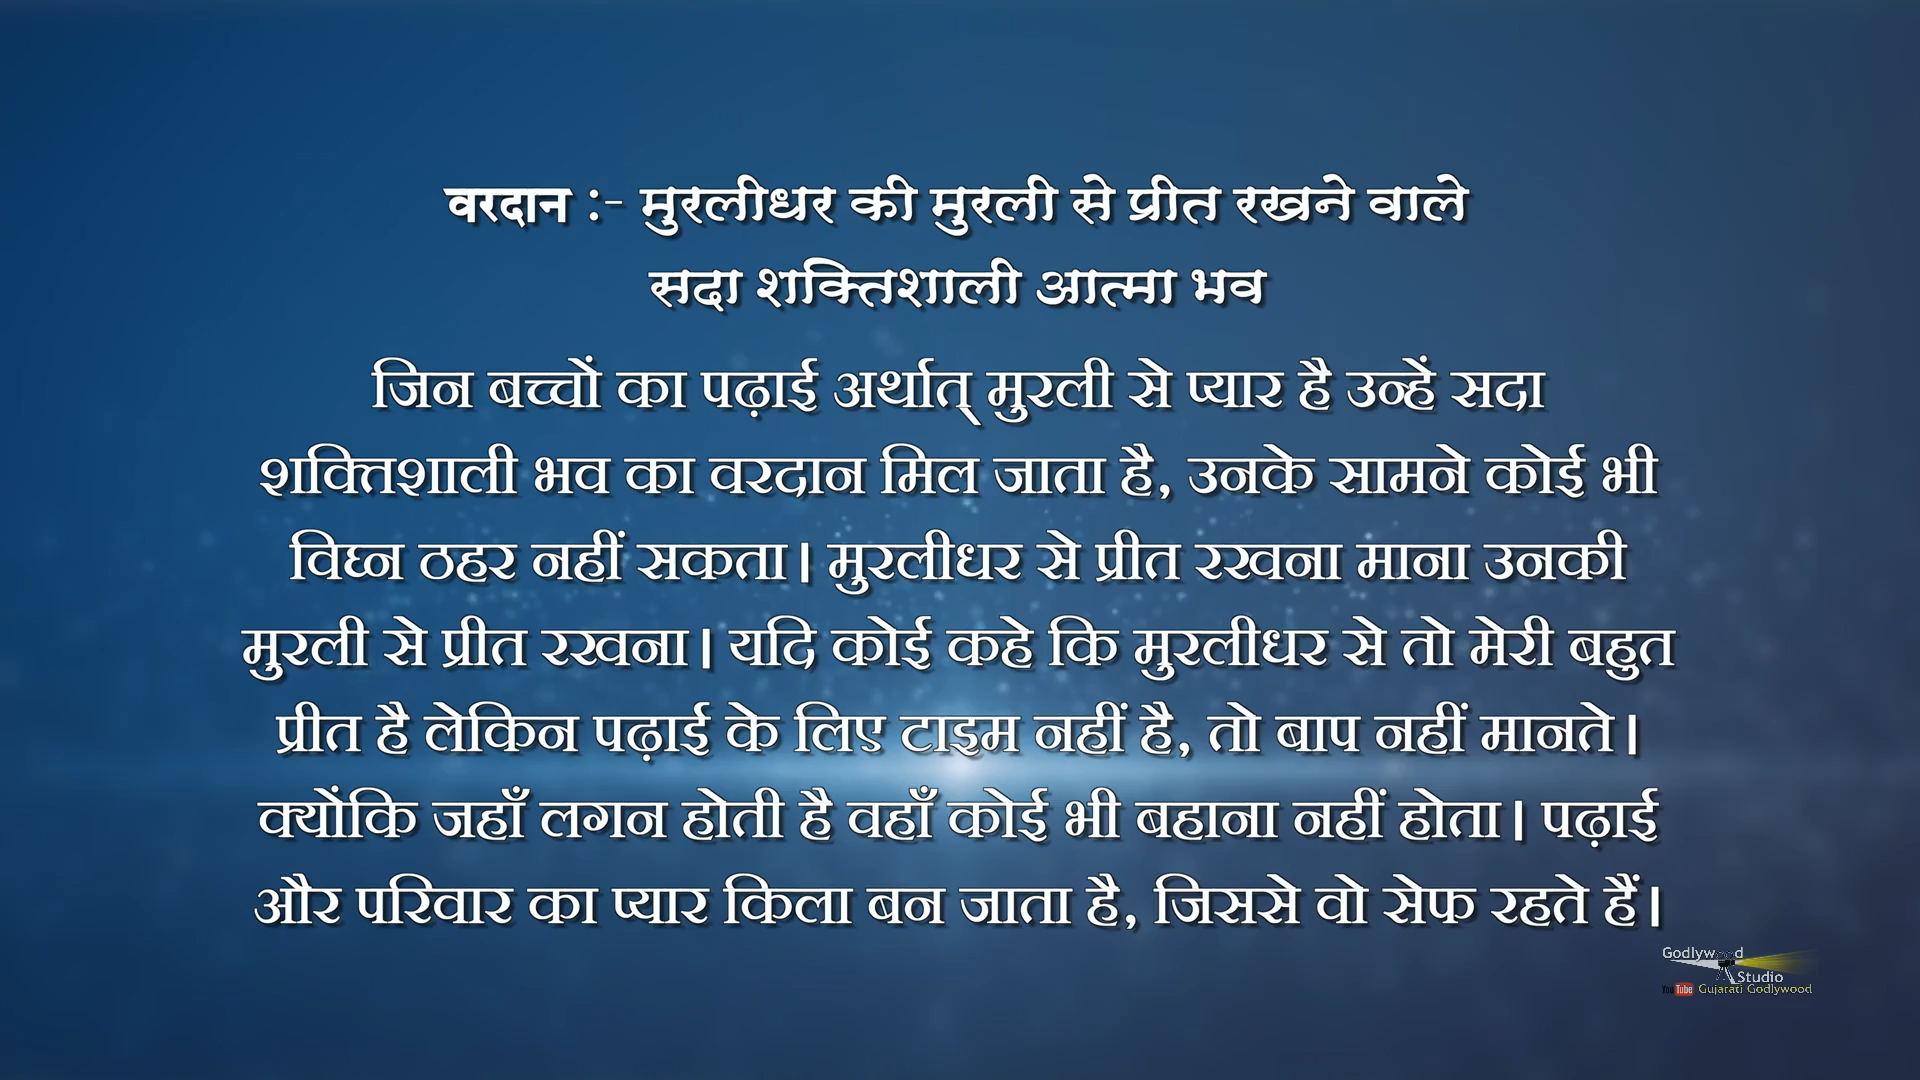 वरदान :- मुरलीधर की मुरली से प्रीत रखने वाले
सदा शक्तिशाली आत्मा भव
जिन बच्चों का पढ़ाई अर्थात् मुरली से प्यार है उन्हें सदा
शक्तिशाली भव का वरदान मिल जाता है, उनके सामने कोई भी
विघ्न ठहर नहीं सकता। मुरलीधर से प्रीत रखना माना उनकी
मुरली से प्रीत रखना। यदि कोई कहे कि मुरलीधर से तो मेरी बहुत
प्रीत है लेकिन पढ़ाई के लिए टाइम नहीं है, तो बाप नहीं मानते।
क्योंकि जहाँ लगन होती है वहाँ कोई भी बहाना नहीं होता। पढ़ाई
और परिवार का प्यार किला बन जाता है, जिससे वो सेफ रहते हैं।
Godlywood
Studio
YouTube Gujarati Godlywood